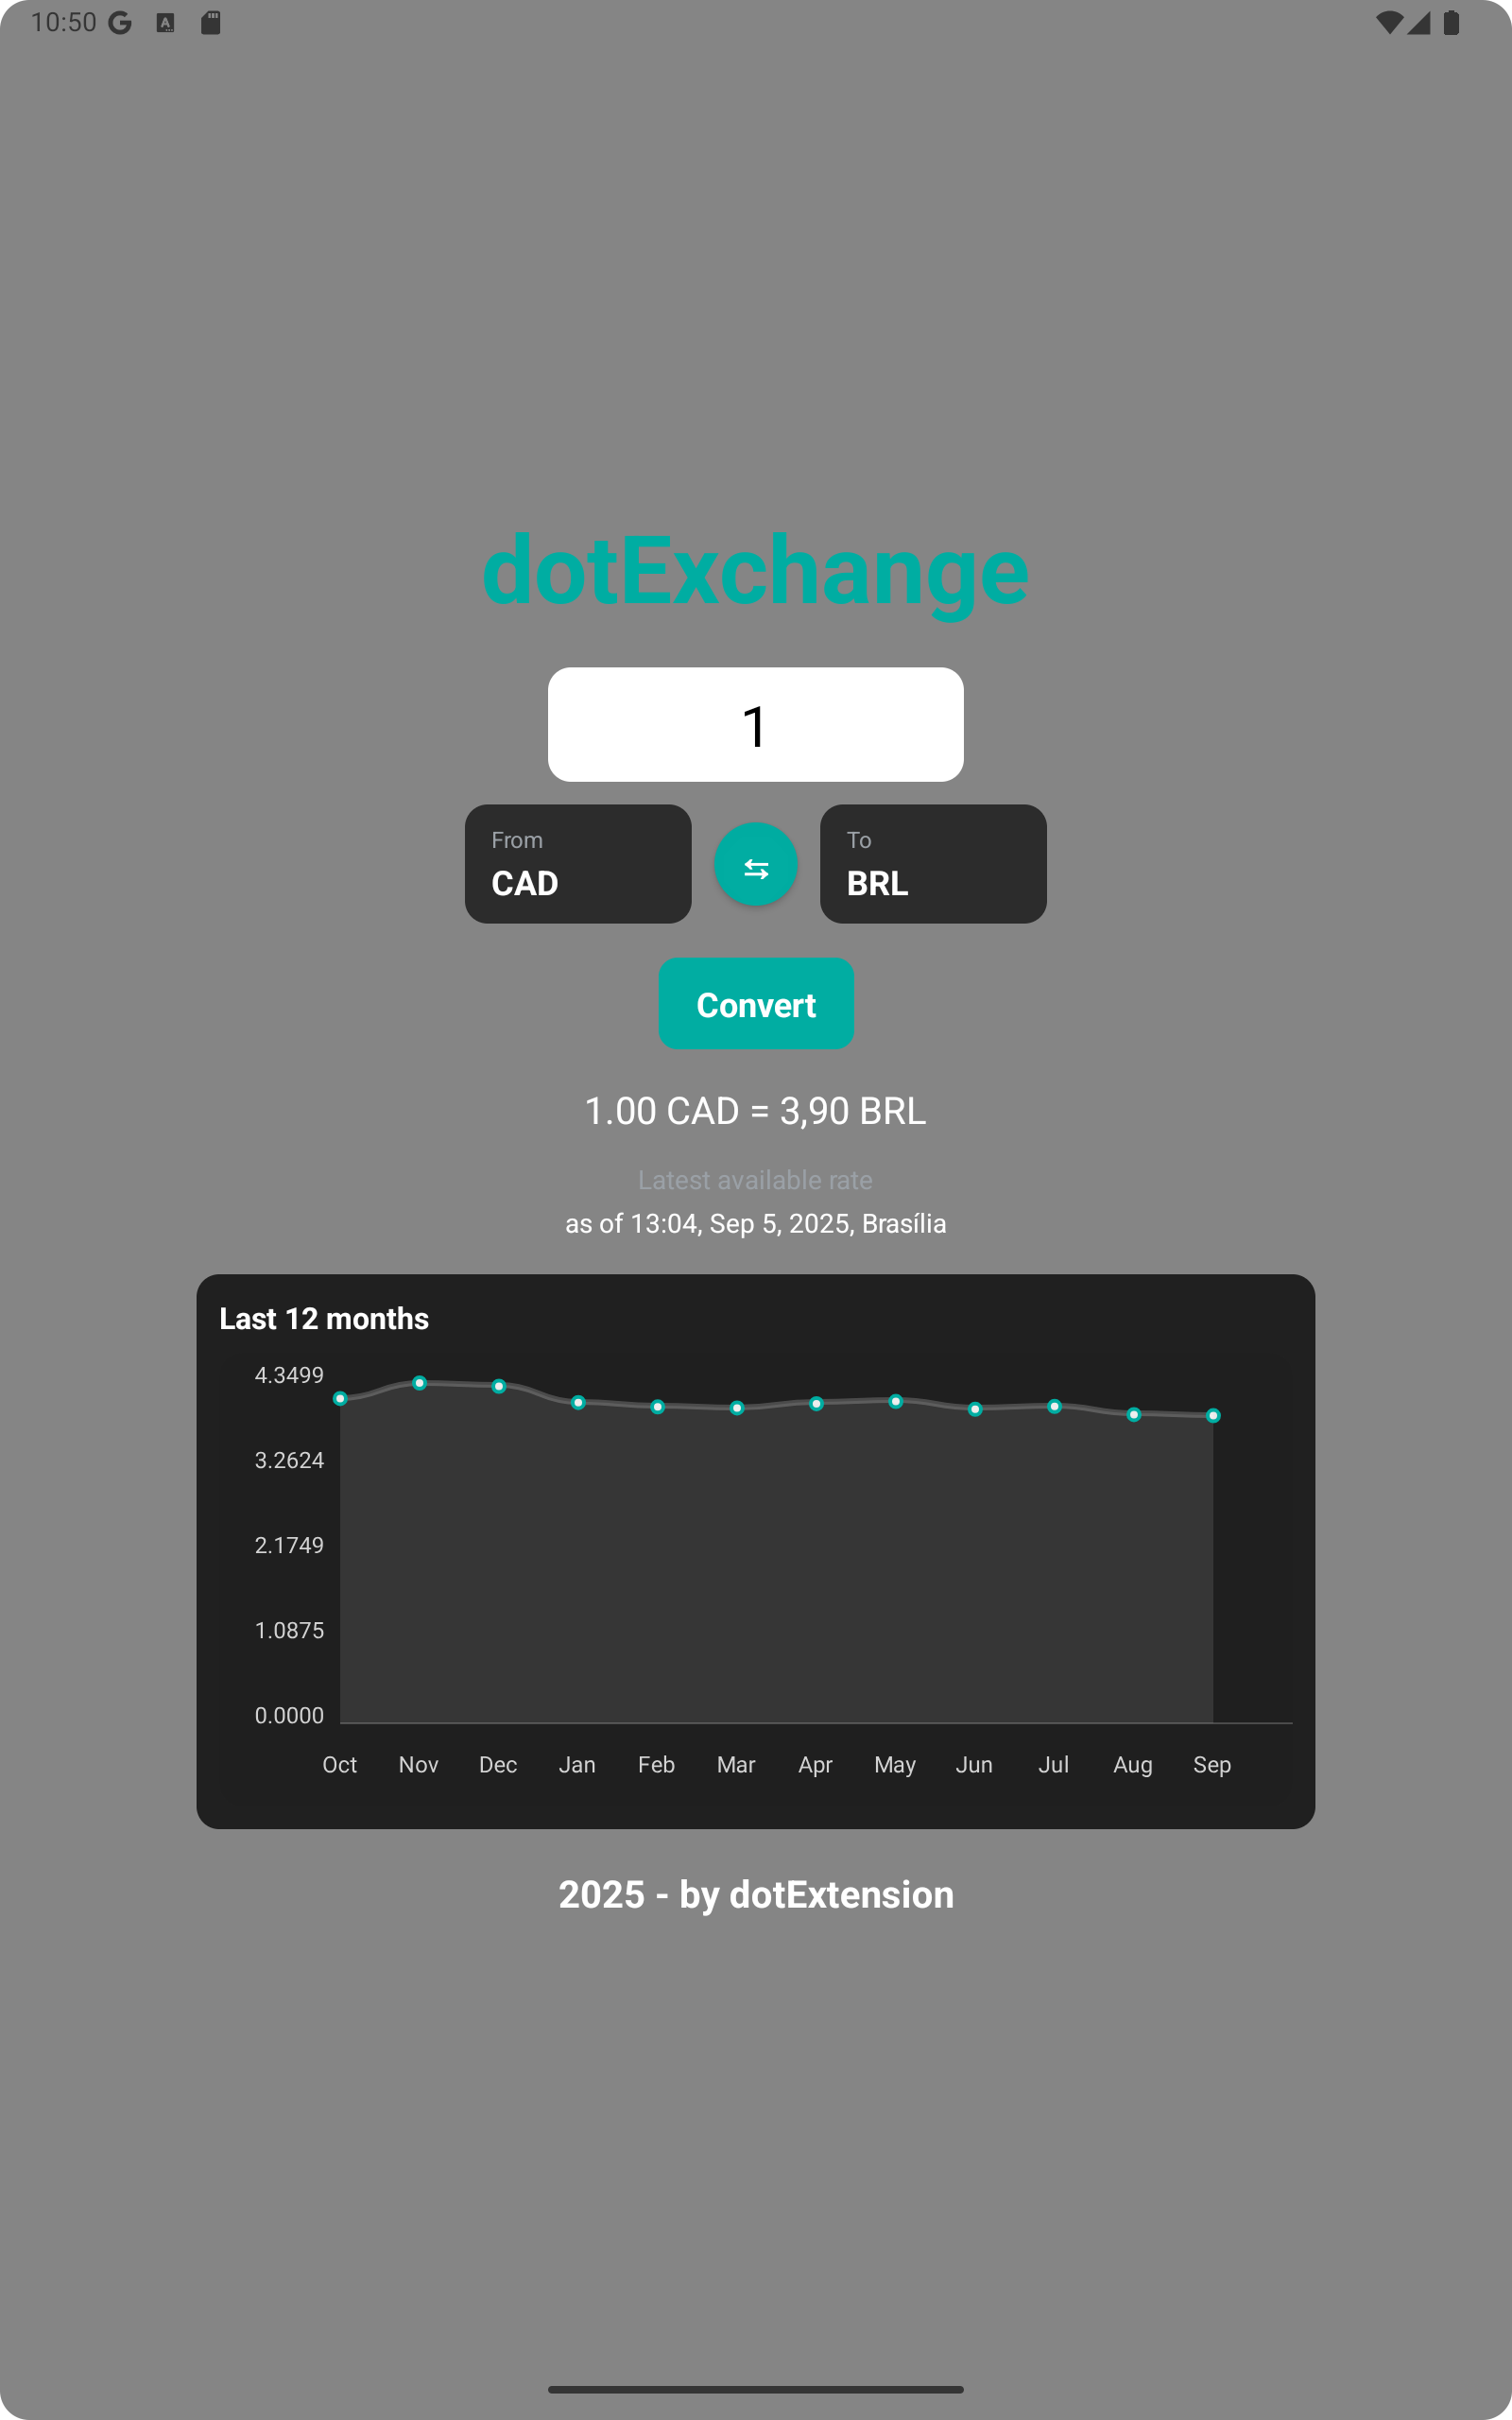 10:50
dotExchange
1
From
CAD
To
BRL
Convert
1.00 CAD = 3,90 BRL
Latest available rate
as of 13:04, Sep 5, 2025, Brasília
Last 12 months
4.3499
3.2624
2.1749
1.0875
0.0000
Oct Nov Dec Jan Feb Mar Apr May Jun Jul Aug Sep
2025 - by dotExtension